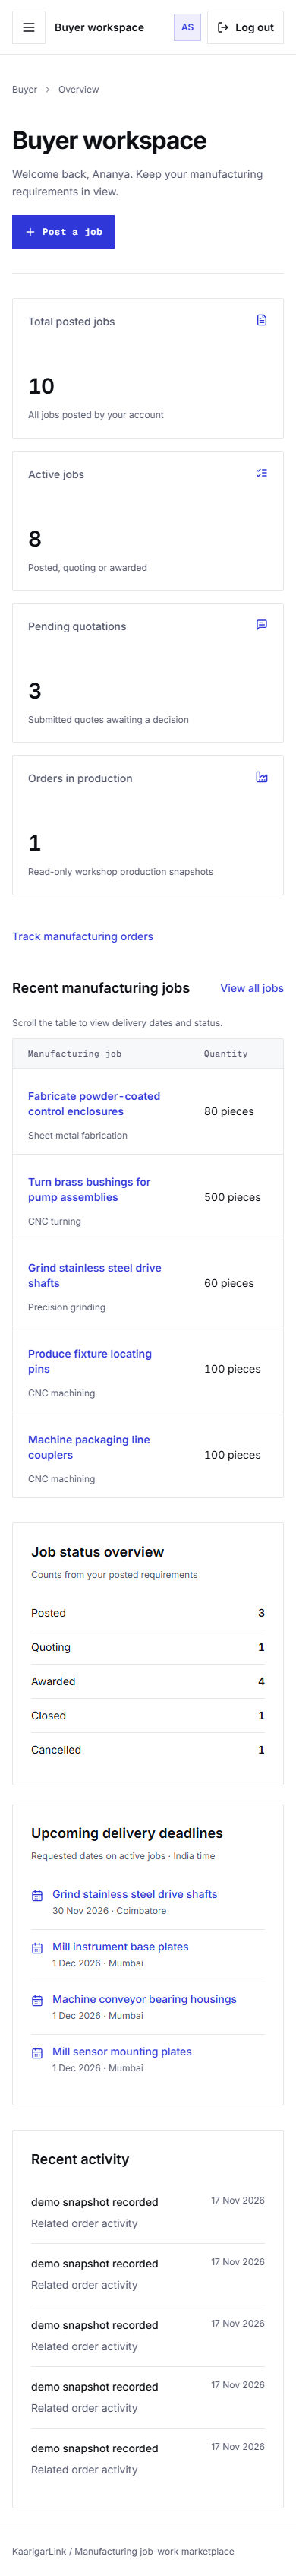 Buyer workspace
AS
Log out
Buyer > Overview
Buyer workspace
Welcome back, Ananya. Keep your manufacturing
requirements in view.
+ Post a job
Total posted jobs
10
All jobs posted by your account
Active jobs
8
Posted, quoting or awarded
Pending quotations
3
Submitted quotes awaiting a decision
Orders in production
1
Read-only workshop production snapshots
Track manufacturing orders
Recent manufacturing jobs
View all jobs
Scroll the table to view delivery dates and status.
Manufacturing job Quantity
Fabricate powder-coated
control enclosures
80 pieces
Sheet metal fabrication
Turn brass bushings for
pump assemblies
500 pieces
CNC turning
Grind stainless steel drive
shafts
60 pieces
Precision grinding
Produce fixture locating
pins
100 pieces
CNC machining
Machine packaging line
couplers
100 pieces
CNC machining
Job status overview
Counts from your posted requirements
Posted 3
Quoting 1
Awarded 4
Closed 1
Cancelled 1
Upcoming delivery deadlines
Requested dates on active jobs · India time
Grind stainless steel drive shafts
30 Nov 2026 · Coimbatore
Mill instrument base plates
1 Dec 2026 · Mumbai
Machine conveyor bearing housings
1 Dec 2026 · Mumbai
Mill sensor mounting plates
1 Dec 2026 · Mumbai
Recent activity
demo snapshot recorded 17 Nov 2026
Related order activity
demo snapshot recorded 17 Nov 2026
Related order activity
demo snapshot recorded 17 Nov 2026
Related order activity
demo snapshot recorded 17 Nov 2026
Related order activity
demo snapshot recorded 17 Nov 2026
Related order activity
KaarigarLink / Manufacturing job-work marketplace